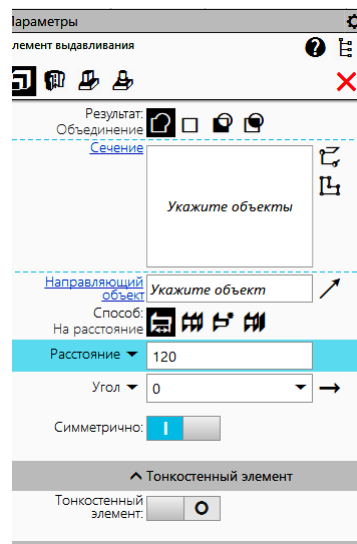 Параметры
элемент выдавливания
Результат:
Объединение
Сечение
Укажите объекты
Направляющий
объект
Укажите объект
Способ:
На расстояние
Расстояние
120
Угол
0
Симметрично:
Тонкостенный элемент
Тонкостенный
элемент: